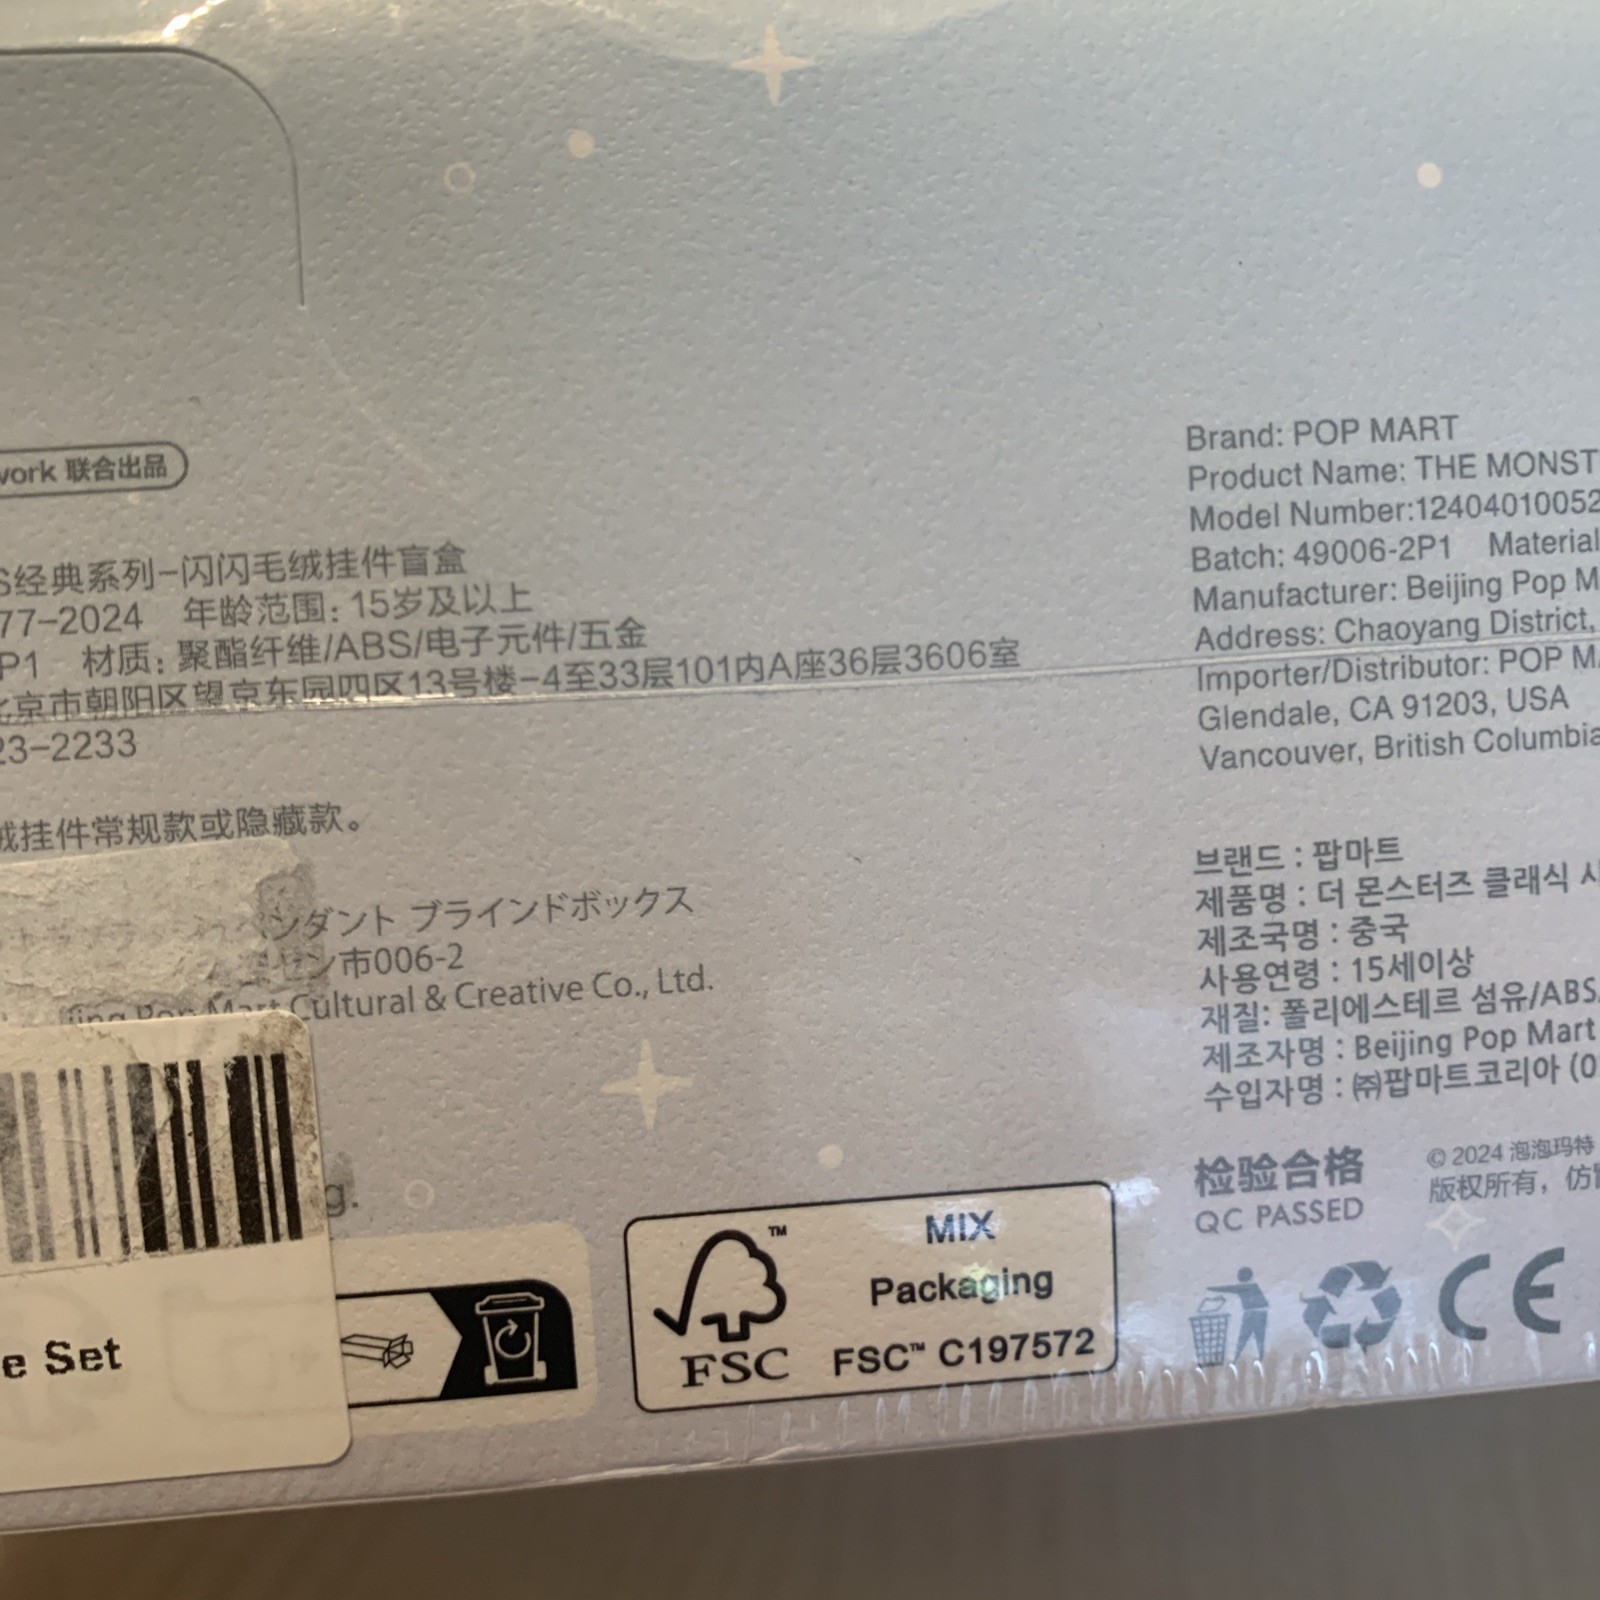 work 联合出品
S经典系列-闪闪毛绒挂件盲盒
77-2024 年龄范围: 15岁及以上
P1 材质: 聚酯纤维/ABS/电子元件/五金
北京市朝阳区望京东园四区13号楼-4至33层101内A座36层3606室
23-2233
绒挂件常规款或隐藏款。
ンダント ブラインドボックス
セン市006-2
jing Pop Mart Cultural & Creative Co., Ltd.
g.
e Set
™
FSC
MIX
Packaging
FSC™ C197572
Brand: POP MART
Product Name: THE MONST
Model Number:12404010052
Batch: 49006-2P1 Material
Manufacturer: Beijing Pop M
Address: Chaoyang District,
Importer/Distributor: POP MA
Glendale, CA 91203, USA
Vancouver, British Columbia
브랜드 : 팝마트
제품명 : 더 몬스터즈 클래식 시
제조국명 : 중국
사용연령 : 15세이상
재질: 폴리에스테르 섬유/ABS/
제조자명 : Beijing Pop Mart
수입자명 : ㈜팝마트코리아 (0
检验合格
QC PASSED
© 2024 泡泡玛特
版权所有，仿冒
CE